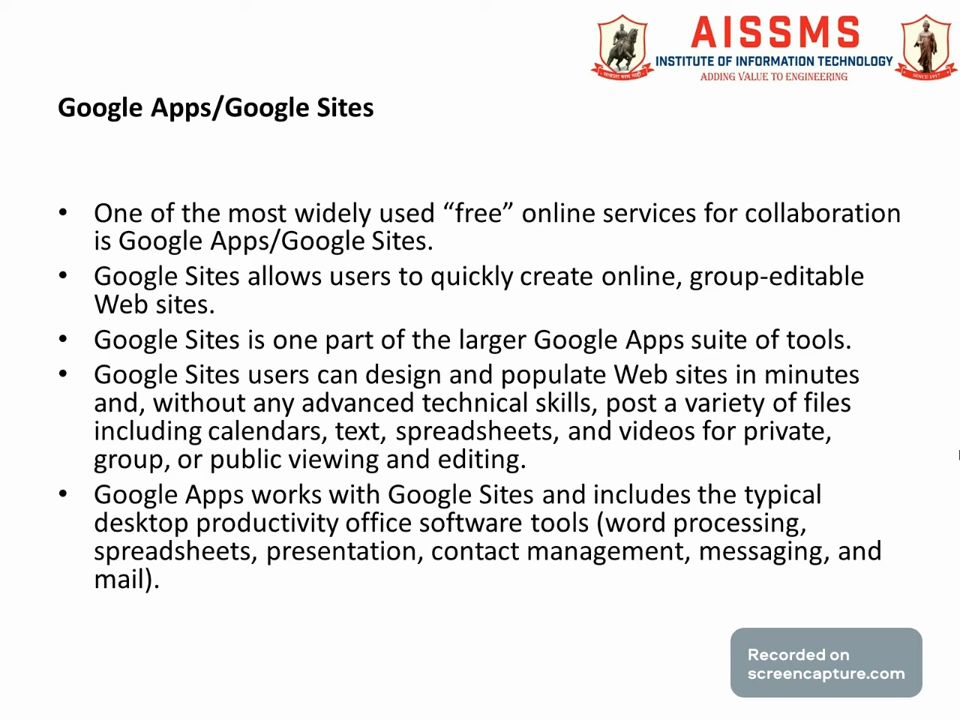 AISSMS
INSTITUTE OF INFORMATION TECHNOLOGY
ADDING VALUE TO ENGINEERING
Google Apps/Google Sites
• One of the most widely used “free” online services for collaboration
is Google Apps/Google Sites.
• Google Sites allows users to quickly create online, group-editable
Web sites.
• Google Sites is one part of the larger Google Apps suite of tools.
• Google Sites users can design and populate Web sites in minutes
and, without any advanced technical skills, post a variety of files
including calendars, text, spreadsheets, and videos for private,
group, or public viewing and editing.
• Google Apps works with Google Sites and includes the typical
desktop productivity office software tools (word processing,
spreadsheets, presentation, contact management, messaging, and
mail).
Recorded on
screencapture.com